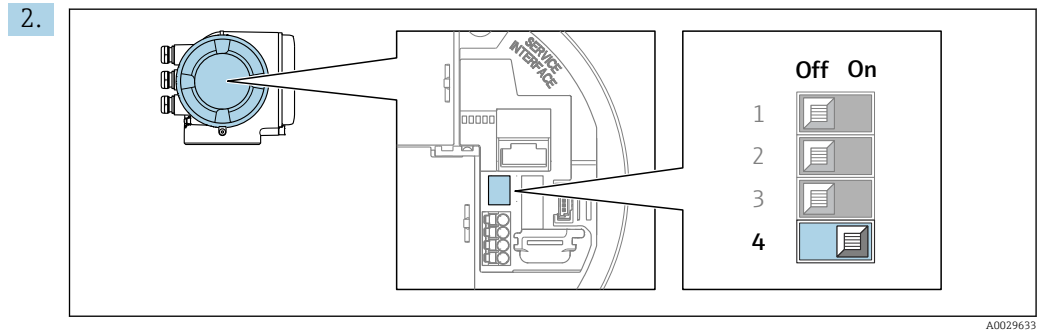 2.
SERVICE
INTERFACE
Off On
1
2
3
4
A0029633